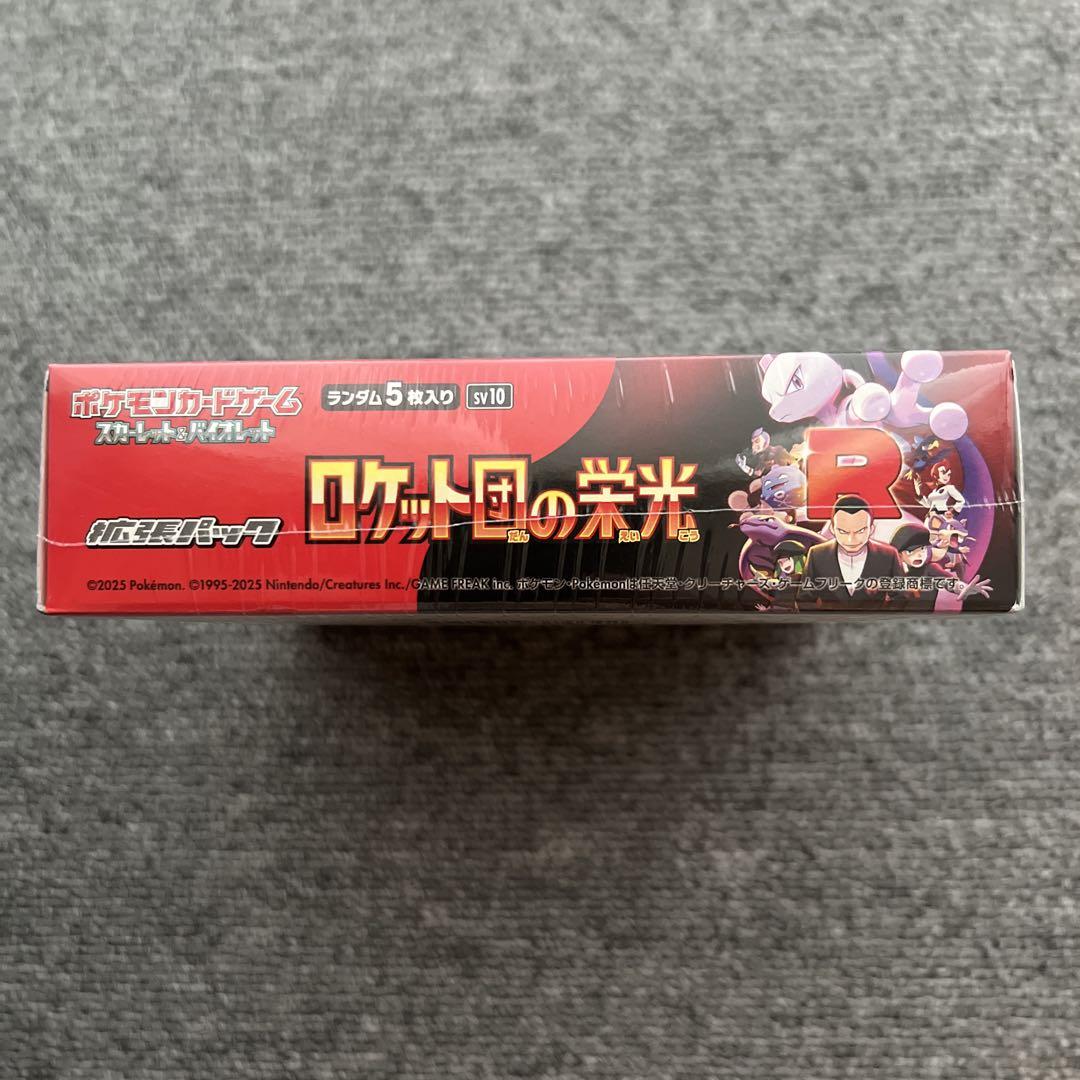 ポケモンカードゲーム
スカーレット&バイオレット
ランダム5枚入り
SV10
拡張パック
ロケット団の栄光
だん えい こう
R
©2025 Pokémon. ©1995-2025 Nintendo/Creatures Inc./GAME FREAK inc. ポケモン・Pokémonは任天堂・クリーチャーズ・ゲームフリークの登録商標です。